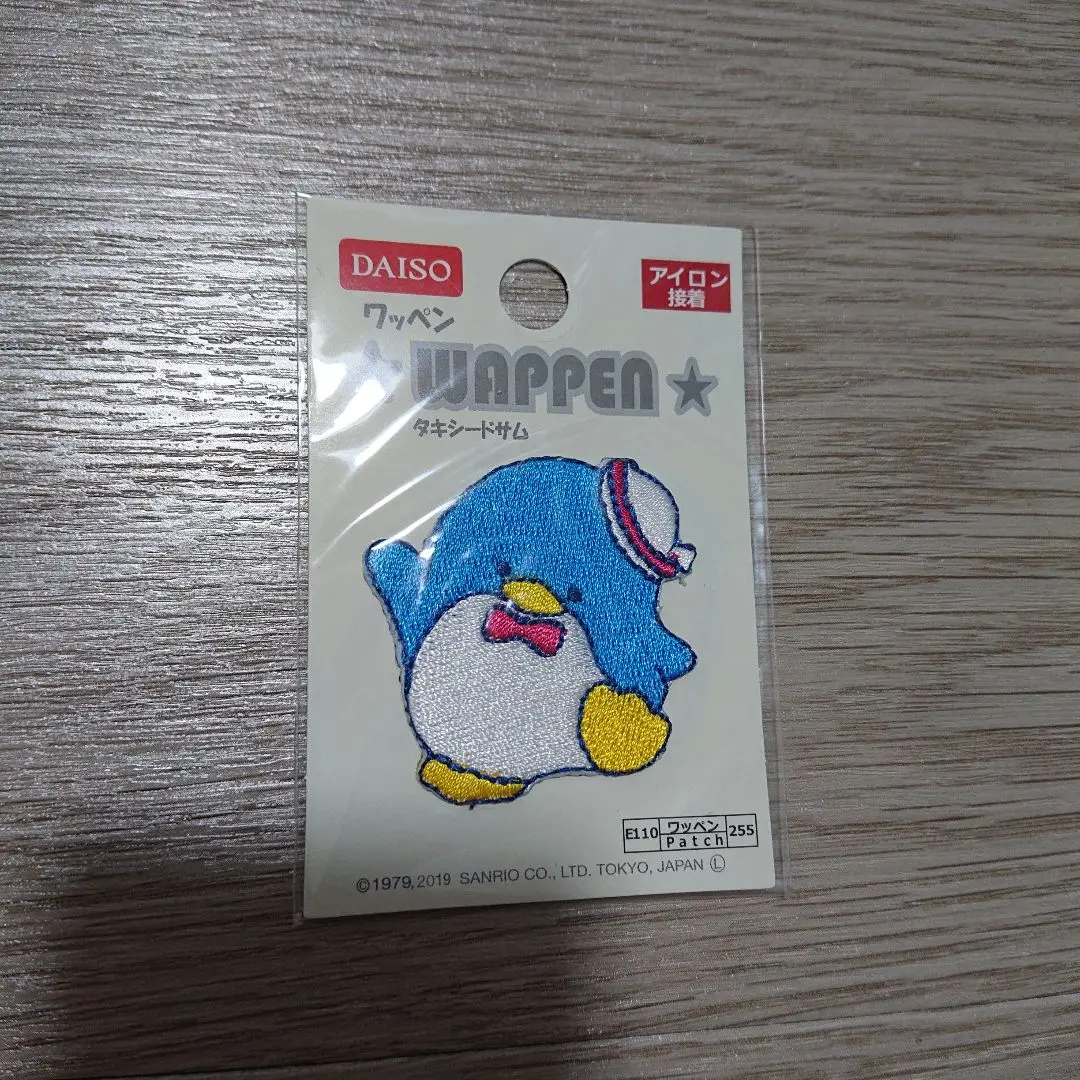 DAISO
アイロン
接着
ワッペン
★ WAPPEN ★
タキシードサム
E110 ワッペン 255
Patch
©1979, 2019 SANRIO CO., LTD. TOKYO, JAPAN Ⓛ